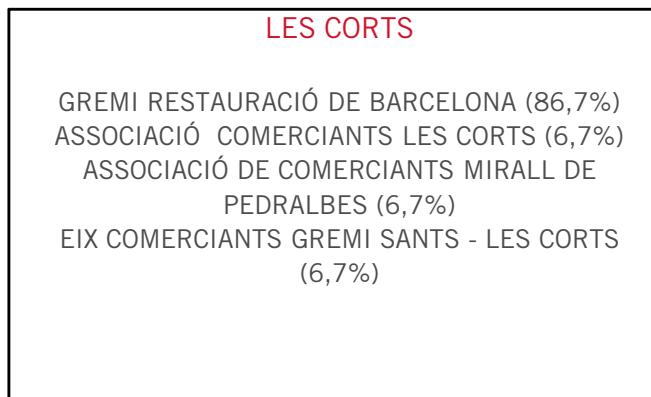 LES CORTS
GREMI RESTAURACIÓ DE BARCELONA (86,7%)
ASSOCIACIÓ COMERCIANTS LES CORTS (6,7%)
ASSOCIACIÓ DE COMERCIANTS MIRALL DE
PEDRALBES (6,7%)
EIX COMERCIANTS GREMI SANTS - LES CORTS
(6,7%)